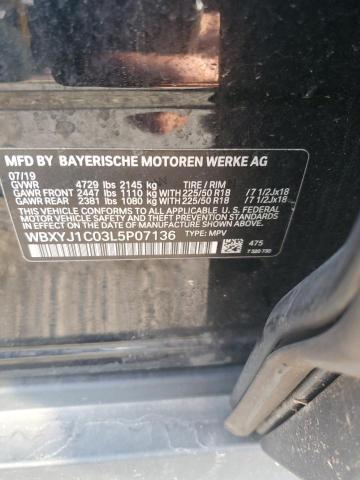 MFD BY BAYERISCHE MOTOREN WERKE AG
07/19
GVWR 4729 lbs 2145 kg TIRE / RIM
GAWR FRONT 2447 lbs 1110 kg WITH 225/50 R18 /7 1/2Jx18
GAWR REAR 2381 lbs 1080 kg WITH 225/50 R18 /7 1/2Jx18
THIS VEHICLE CONFORMS TO ALL APPLICABLE U.S. FEDERAL
MOTOR VEHICLE SAFETY AND THEFT PREVENTION STANDARDS
IN EFFECT ON THE DATE OF MANUFACTURE SHOWN ABOVE.
WBXYJ1C03L5P07136 TYPE: MPV
475